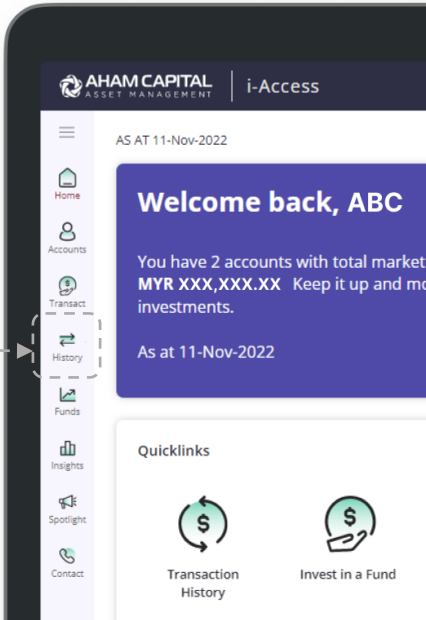 AHAM CAPITAL
ASSET MANAGEMENT
i-Access
AS AT 11-Nov-2022
Home
Accounts
Transact
History
Funds
Insights
Spotlight
Contact
Welcome back, ABC
You have 2 accounts with total market
MYR XXX,XXX.XX Keep it up and mo
investments.
As at 11-Nov-2022
Quicklinks
Transaction
History
Invest in a Fund